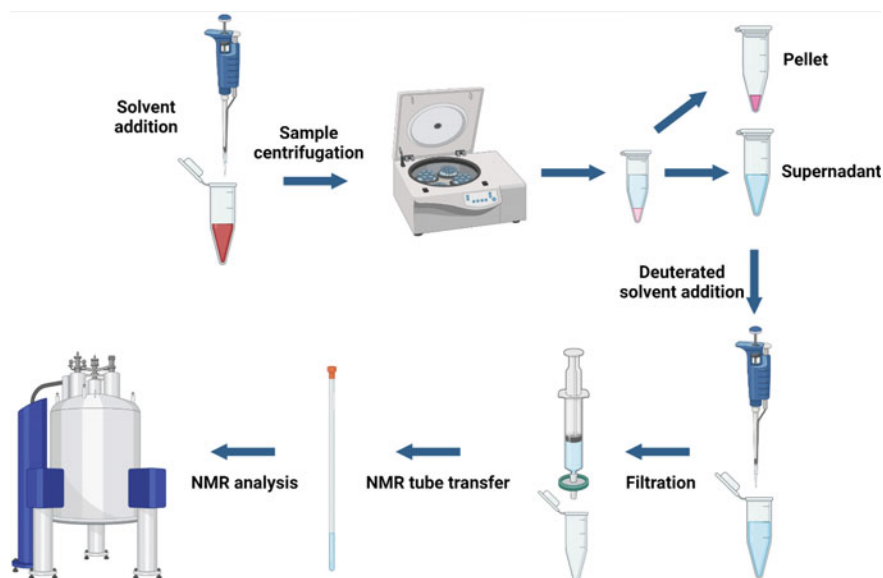 Solvent
addition
Sample
centrifugation
Pellet
Supernadant
Deuterated
solvent addition
Filtration
NMR tube transfer
NMR analysis